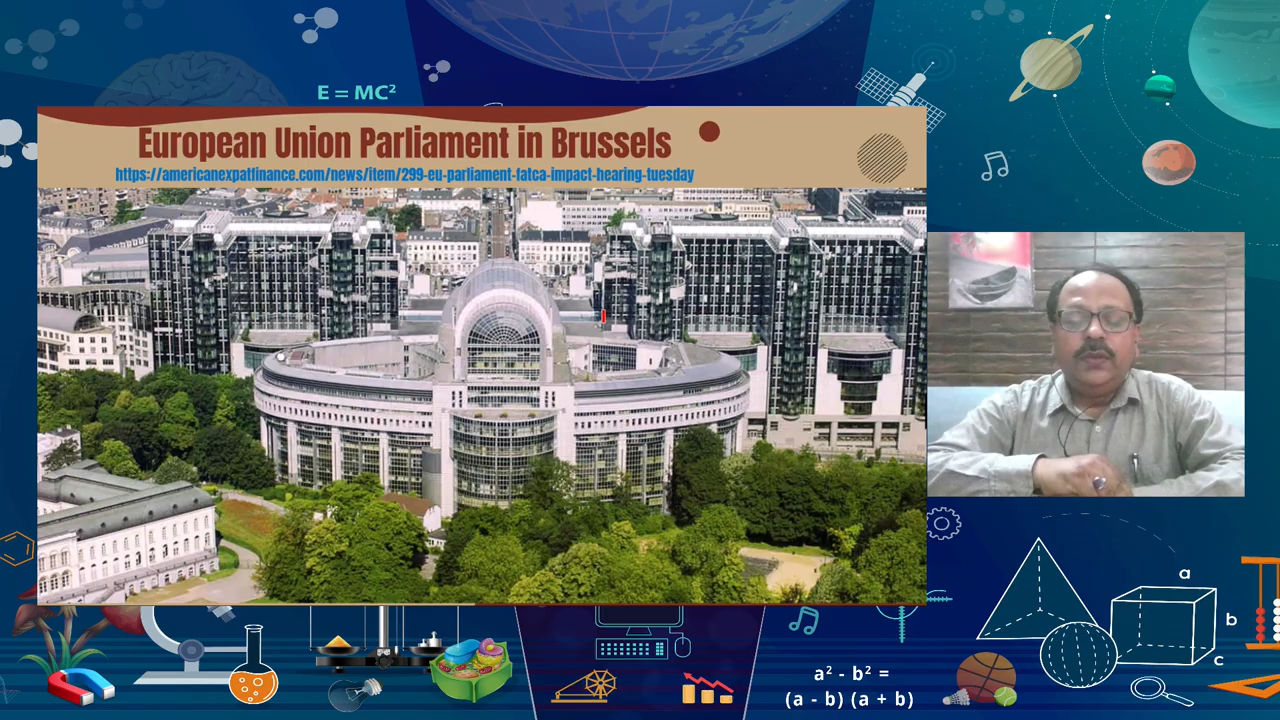 E = MC²
European Union Parliament in Brussels
https://americanexpatfinance.com/news/item/299-eu-parliament-fatca-impact-hearing-tuesday
a
b
c
a² - b² =
(a - b) (a + b)